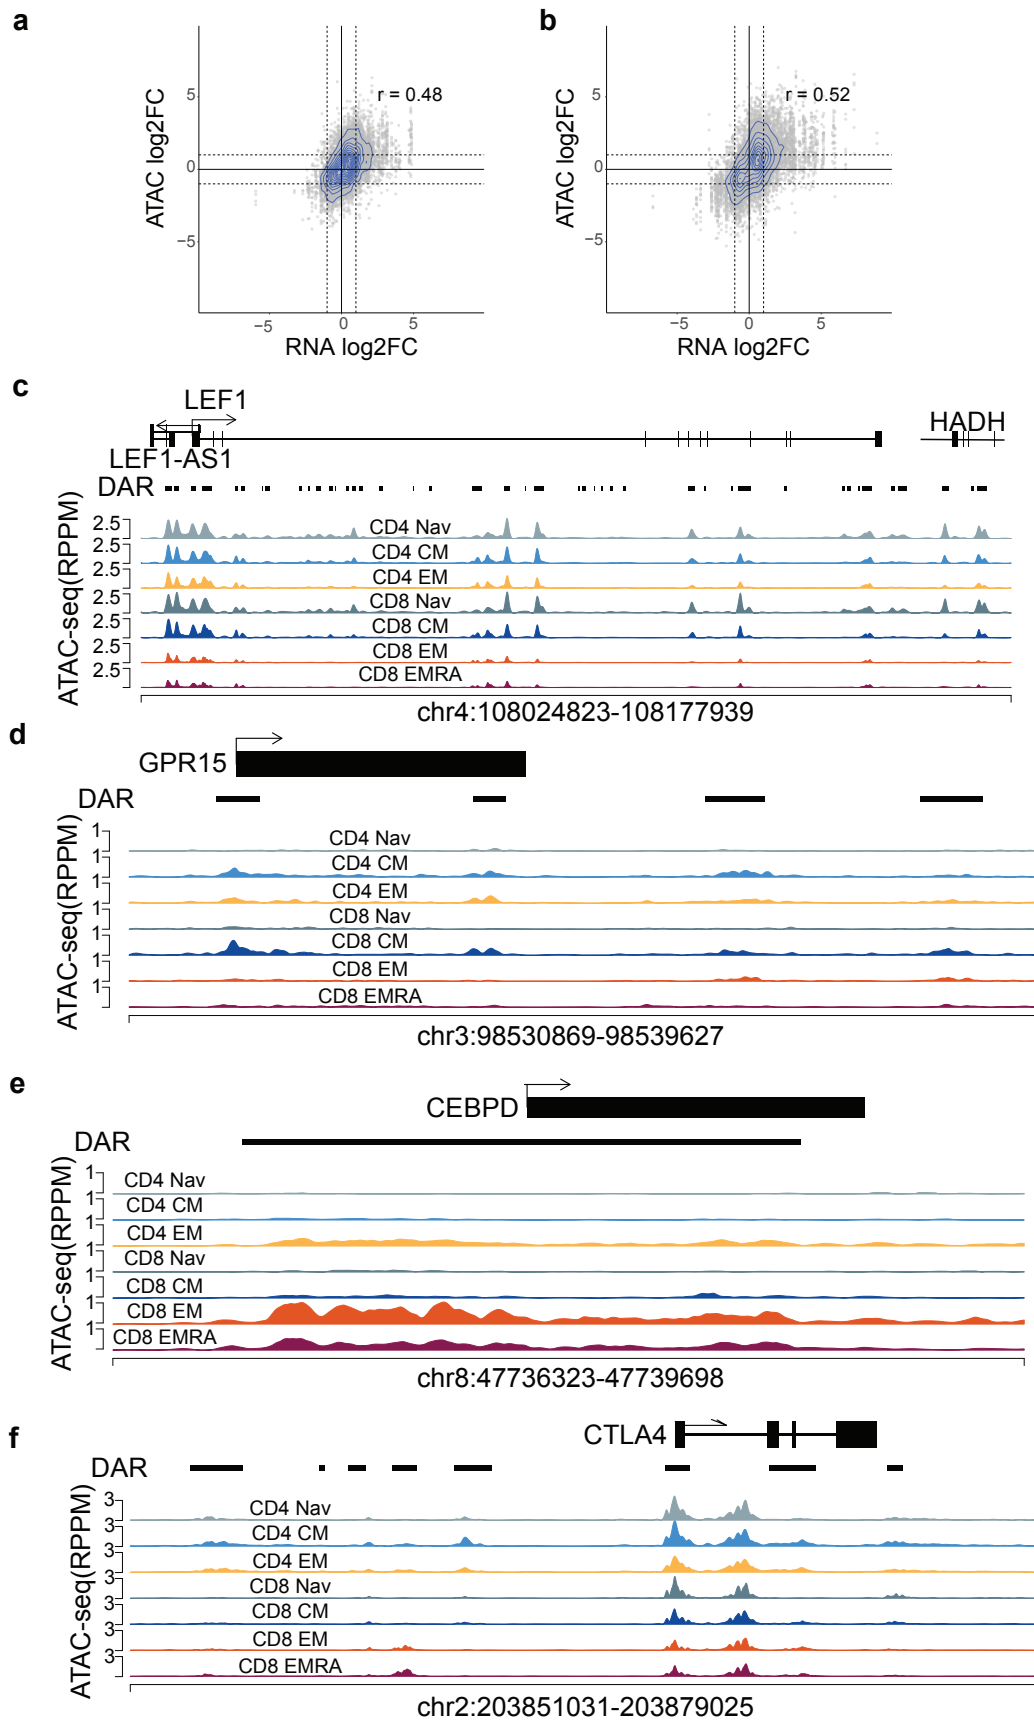 a
r = 0.48
ATAC log2FC
5
0
−5
−5
0
5
RNA log2FC
b
r = 0.52
ATAC log2FC
5
0
−5
−5
0
5
RNA log2FC
c
LEF1
LEF1-AS1
HADH
DAR
ATAC-seq(RPPM)
2.5
CD4 Nav
2.5
CD4 CM
2.5
CD4 EM
2.5
CD8 Nav
2.5
CD8 CM
2.5
CD8 EM
2.5
CD8 EMRA
chr4:108024823-108177939
d
GPR15
DAR
ATAC-seq(RPPM)
1
CD4 Nav
1
CD4 CM
1
CD4 EM
1
CD8 Nav
1
CD8 CM
1
CD8 EM
1
CD8 EMRA
chr3:98530869-98539627
e
CEBPD
DAR
ATAC-seq(RPPM)
1
CD4 Nav
1
CD4 CM
1
CD4 EM
1
CD8 Nav
1
CD8 CM
1
CD8 EM
1
CD8 EMRA
chr8:47736323-47739698
f
CTLA4
DAR
ATAC-seq(RPPM)
3
CD4 Nav
3
CD4 CM
3
CD4 EM
3
CD8 Nav
3
CD8 CM
3
CD8 EM
3
CD8 EMRA
chr2:203851031-203879025